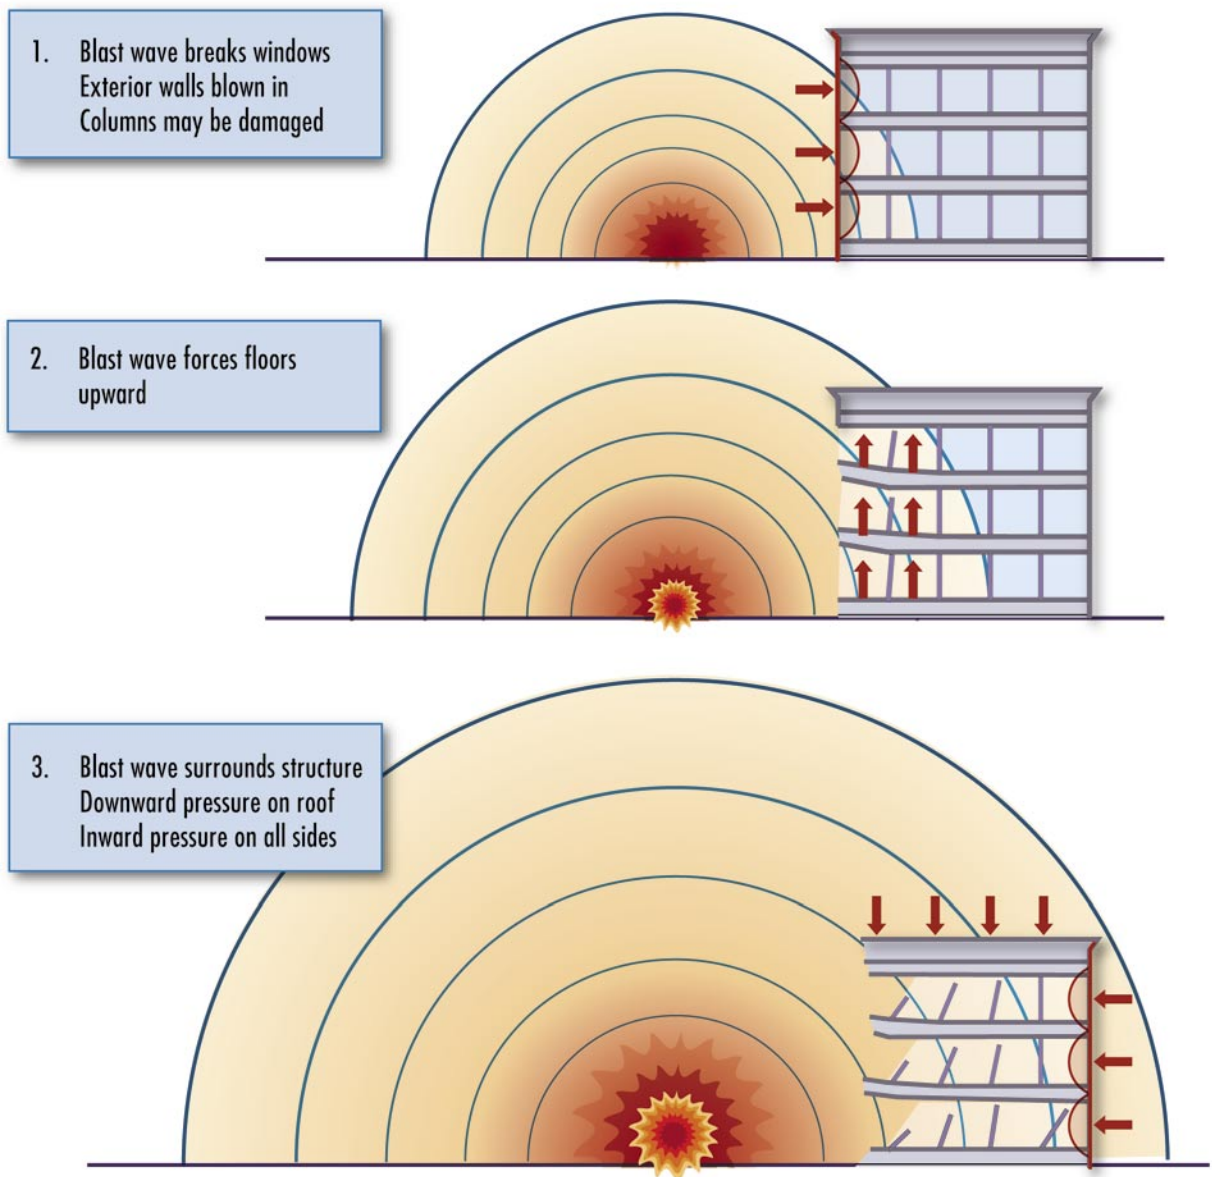 1. Blast wave breaks windows
Exterior walls blown in
Columns may be damaged
2. Blast wave forces floors
upward
3. Blast wave surrounds structure
Downward pressure on roof
Inward pressure on all sides